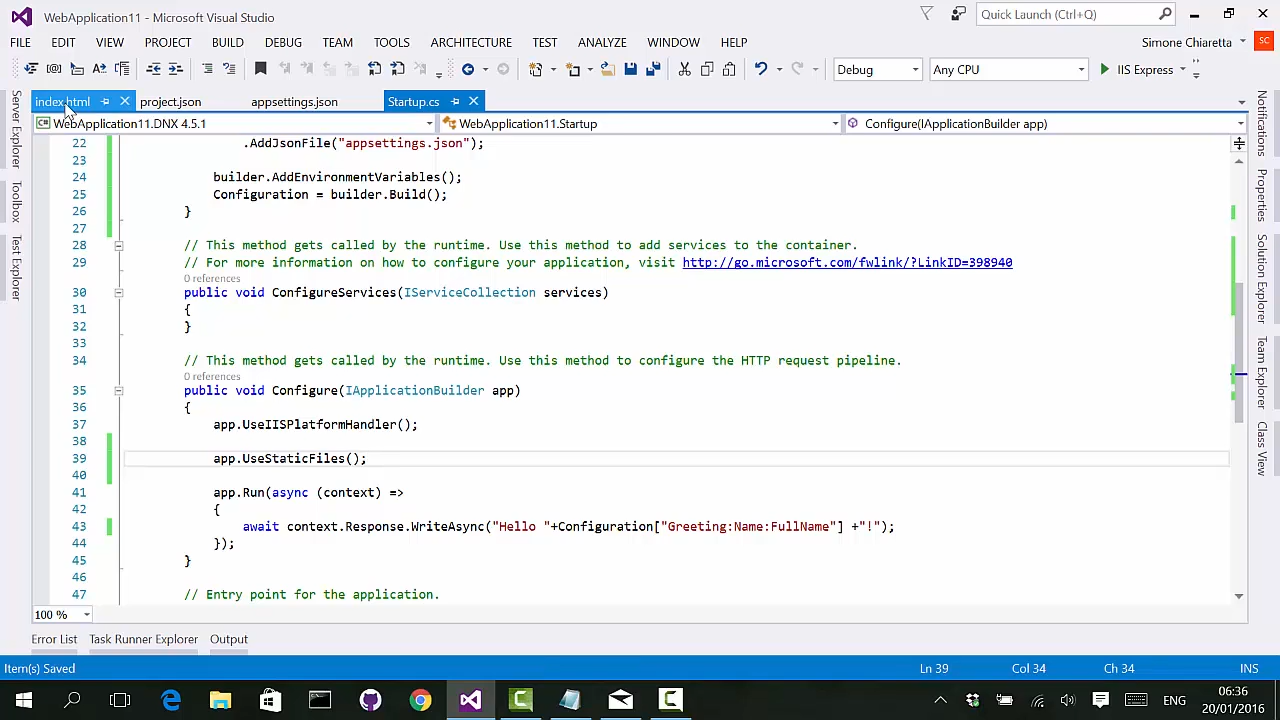 WebApplication11 - Microsoft Visual Studio
Quick Launch (Ctrl+Q)
FILE EDIT VIEW PROJECT BUILD DEBUG TEAM TOOLS ARCHITECTURE TEST ANALYZE WINDOW HELP
Simone Chiaretta SC
Debug Any CPU IIS Express
index.html project.json appsettings.json Startup.cs
WebApplication11.DNX 4.5.1 WebApplication11.Startup Configure(IApplicationBuilder app)
Server Explorer
Toolbox
Test Explorer
22 .AddJsonFile("appsettings.json");
23
24 builder.AddEnvironmentVariables();
25 Configuration = builder.Build();
26 }
27
28 // This method gets called by the runtime. Use this method to add services to the container.
29 // For more information on how to configure your application, visit http://go.microsoft.com/fwlink/?LinkID=398940
0 references
30 public void ConfigureServices(IServiceCollection services)
31 {
32 }
33
34 // This method gets called by the runtime. Use this method to configure the HTTP request pipeline.
0 references
35 public void Configure(IApplicationBuilder app)
36 {
37 app.UseIISPlatformHandler();
38
39 app.UseStaticFiles();
40
41 app.Run(async (context) =>
42 {
43 await context.Response.WriteAsync("Hello "+Configuration["Greeting:Name:FullName"] +"!");
44 });
45 }
46
47 // Entry point for the application.
Notifications
Properties
Solution Explorer
Team Explorer
Class View
100 %
Error List Task Runner Explorer Output
Item(s) Saved Ln 39 Col 34 Ch 34 INS
ENG
06:36
20/01/2016